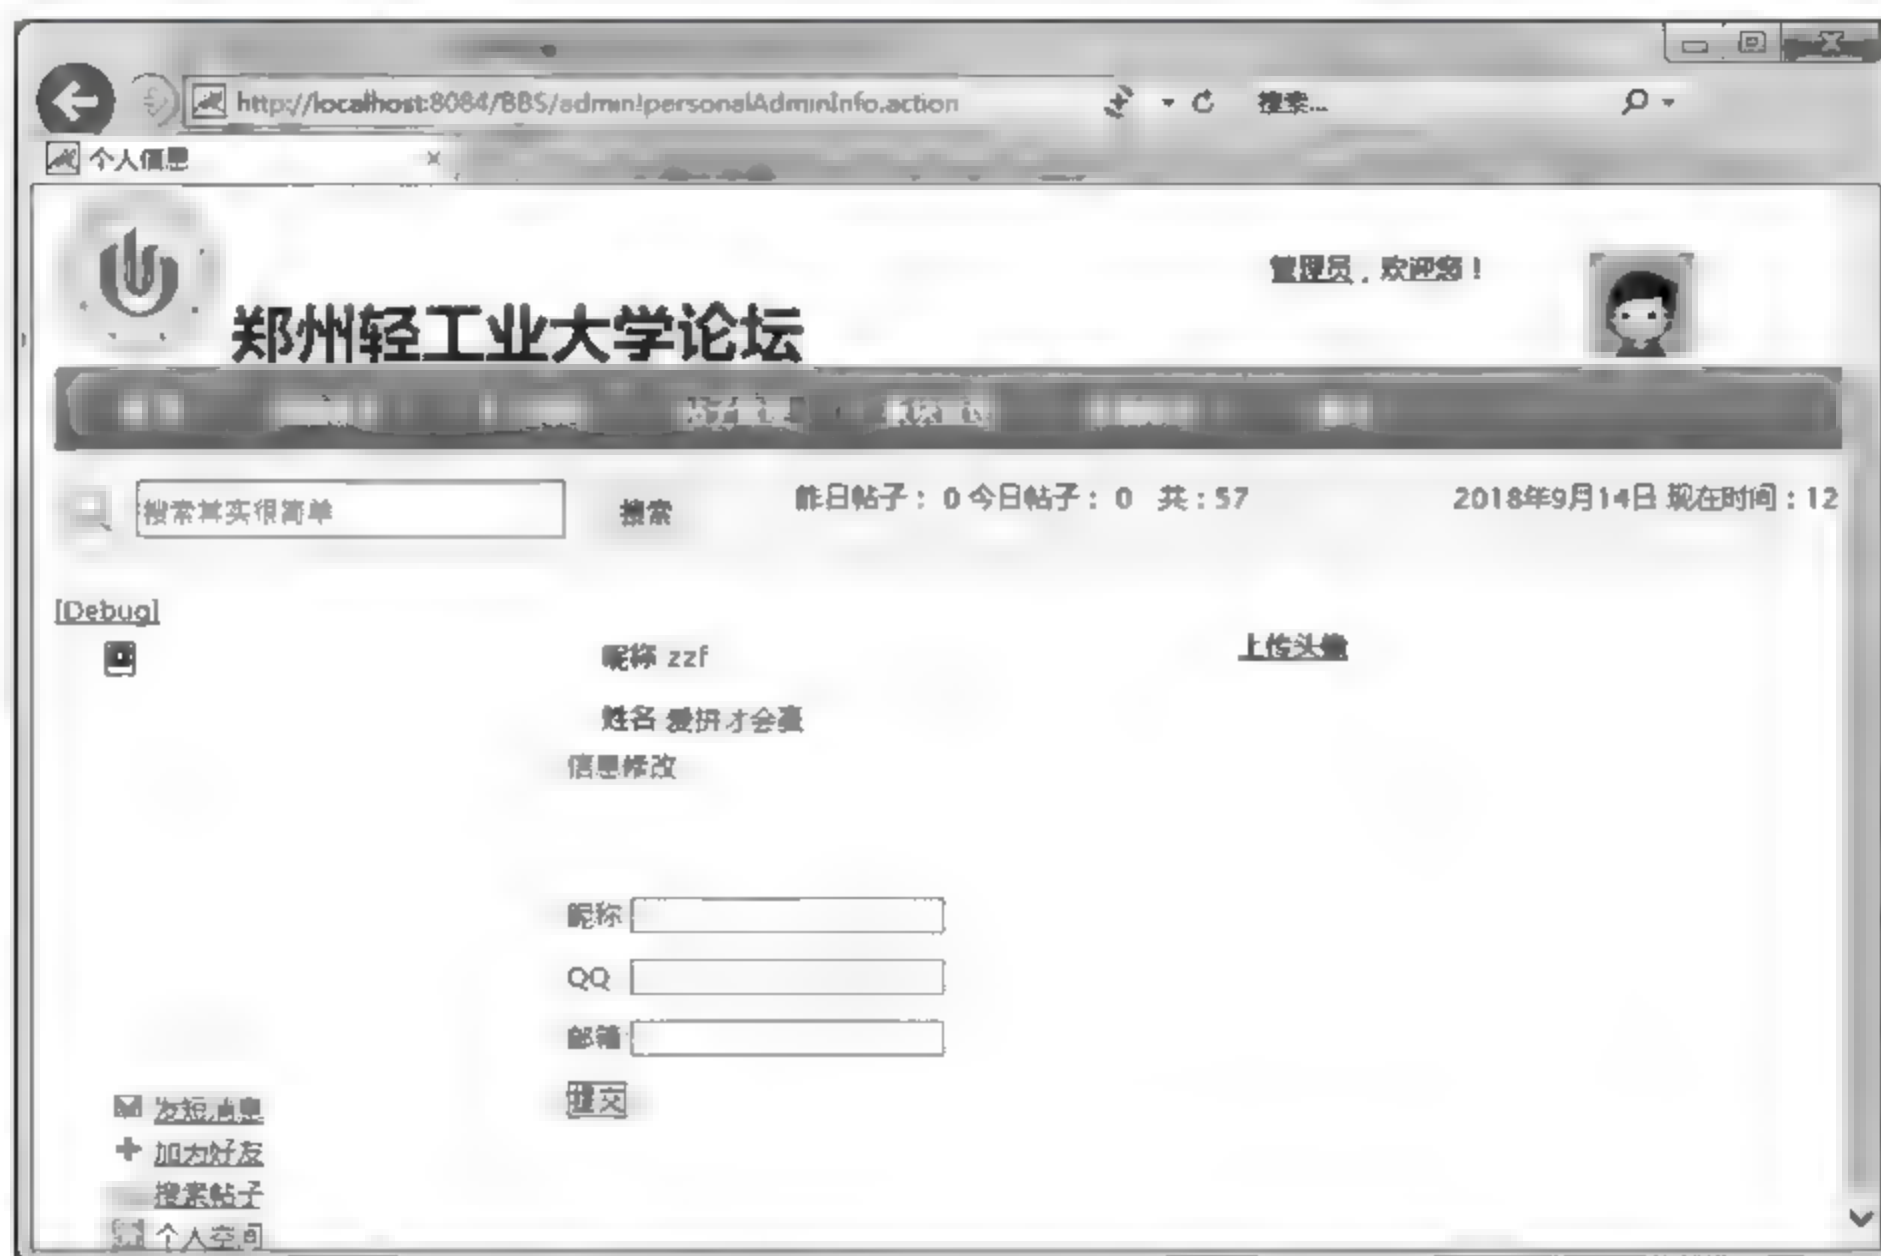 http://localhost:8084/BBS/admin!personalAdminInfo.action
搜索...
个人信息
管理员，欢迎您！
郑州轻工业大学论坛
搜索其实很简单
搜索
昨日帖子： 0 今日帖子： 0 共：57
2018年9月14日 现在时间：12
[Debug]
昵称 zzf
上传头像
姓名 爱拼才会赢
信息修改
昵称
QQ
邮箱
提交
发短消息
加为好友
搜索帖子
个人空间